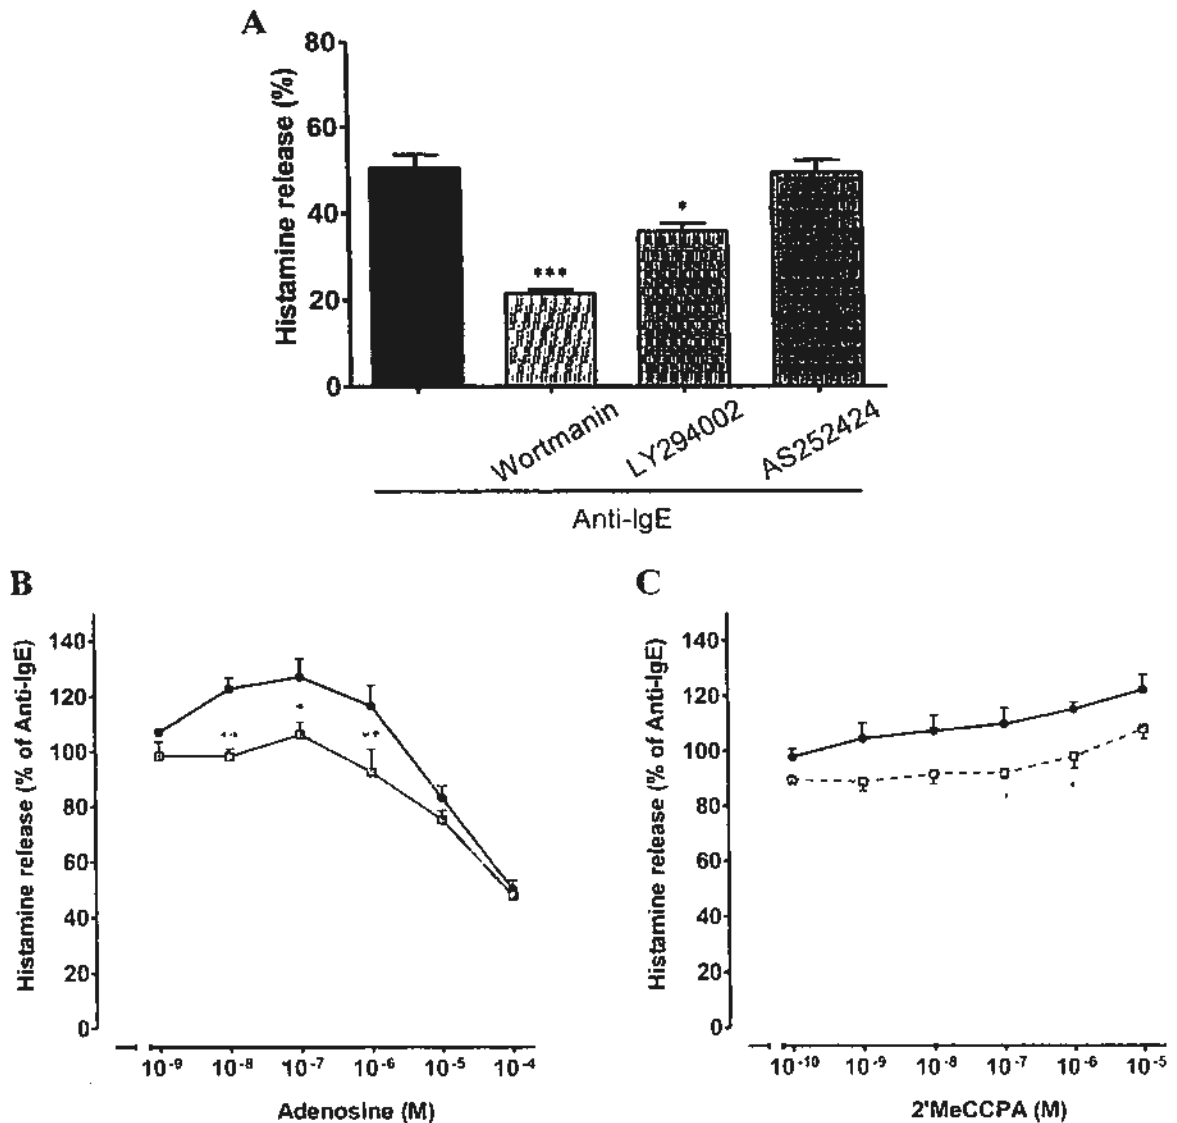 A
80
60
40
20
0
Histamine release (%)
***
*
Wortmanin
LY294002
AS252424
Anti-IgE
B
Histamine release (% of Anti-IgE)
140
120
100
80
60
40
20
0
**
*
**
10-9 10-8 10-7 10-6 10-5 10-4
Adenosine (M)
C
Histamine release (% of Anti-IgE)
140
120
100
80
60
40
20
0
10-10 10-9 10-8 10-7 10-6 10-5
2'MeCCPA (M)